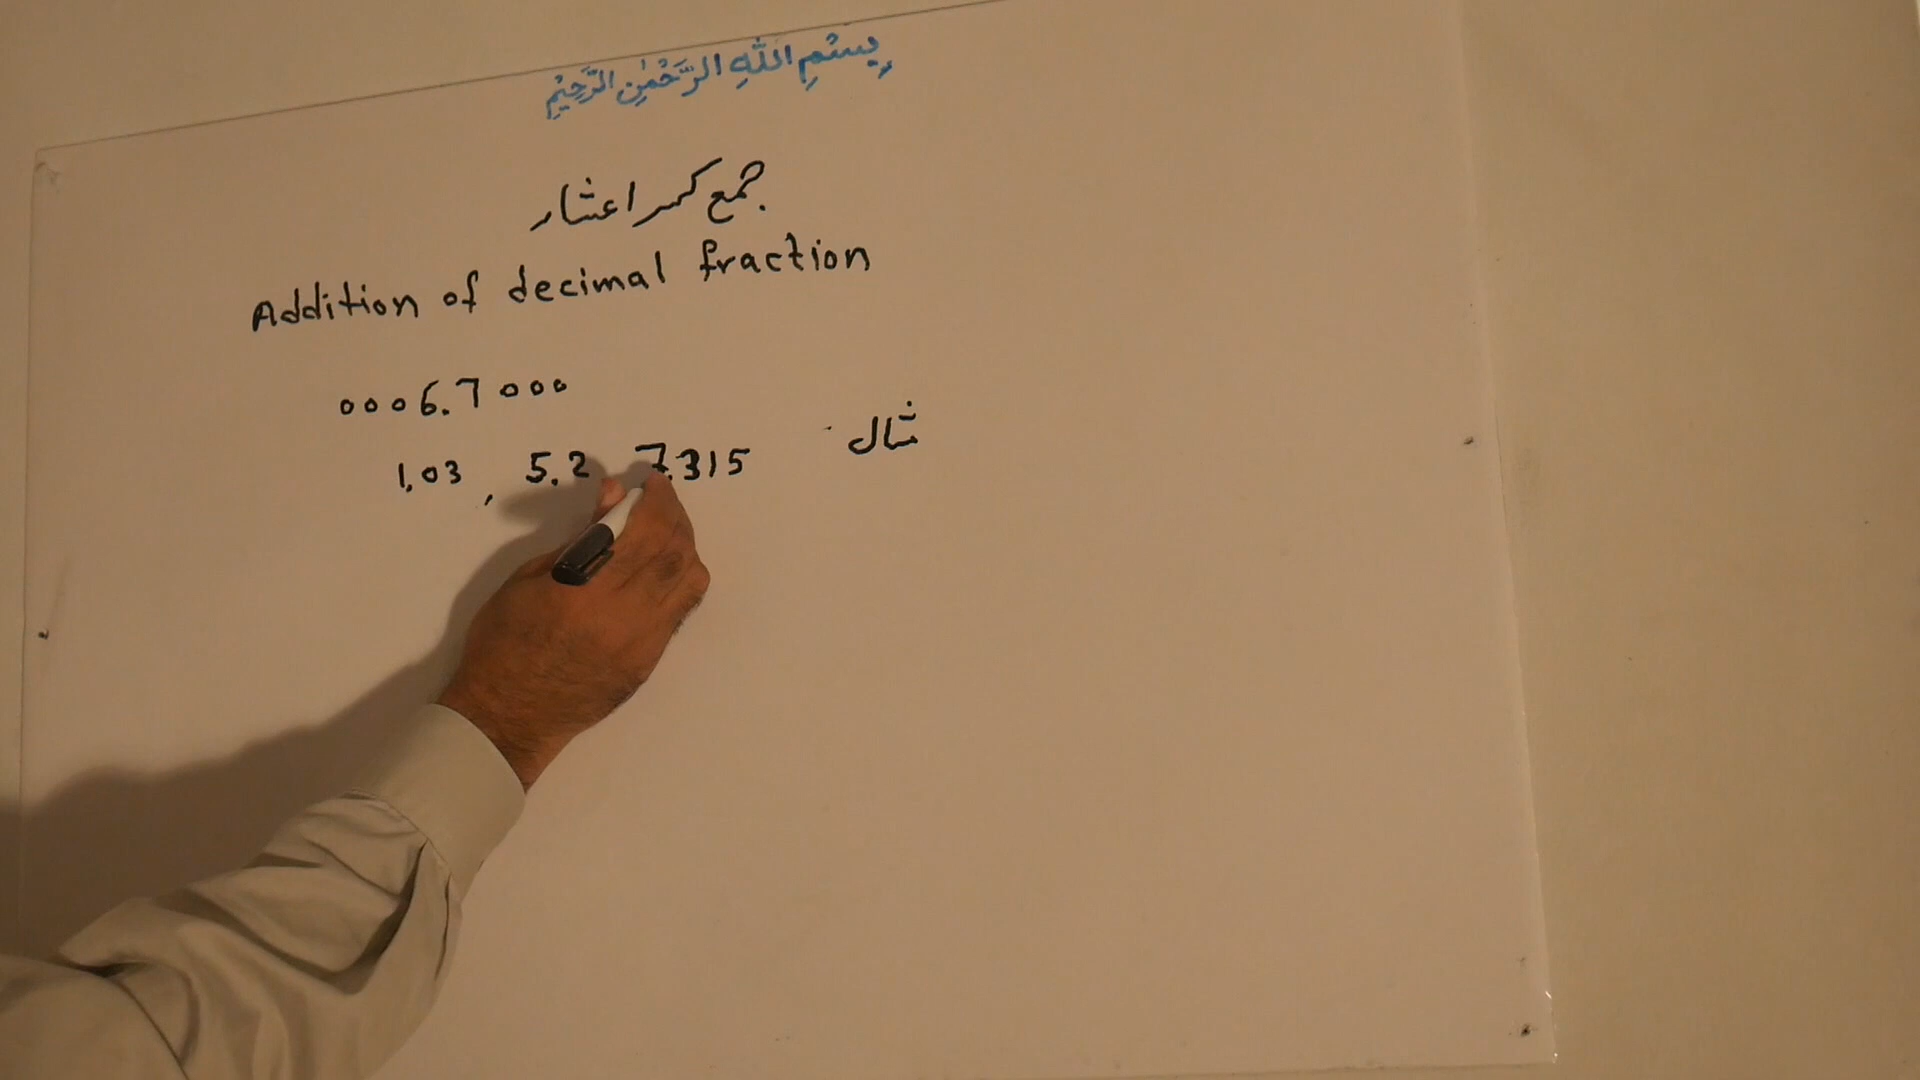 بِسْمِ اللّٰهِ الرَّحْمٰنِ الرَّحِيْمِ
جمع کسر اعشار
Addition of decimal fraction
0006.7000
مثال
1.03 , 5.2 7.315